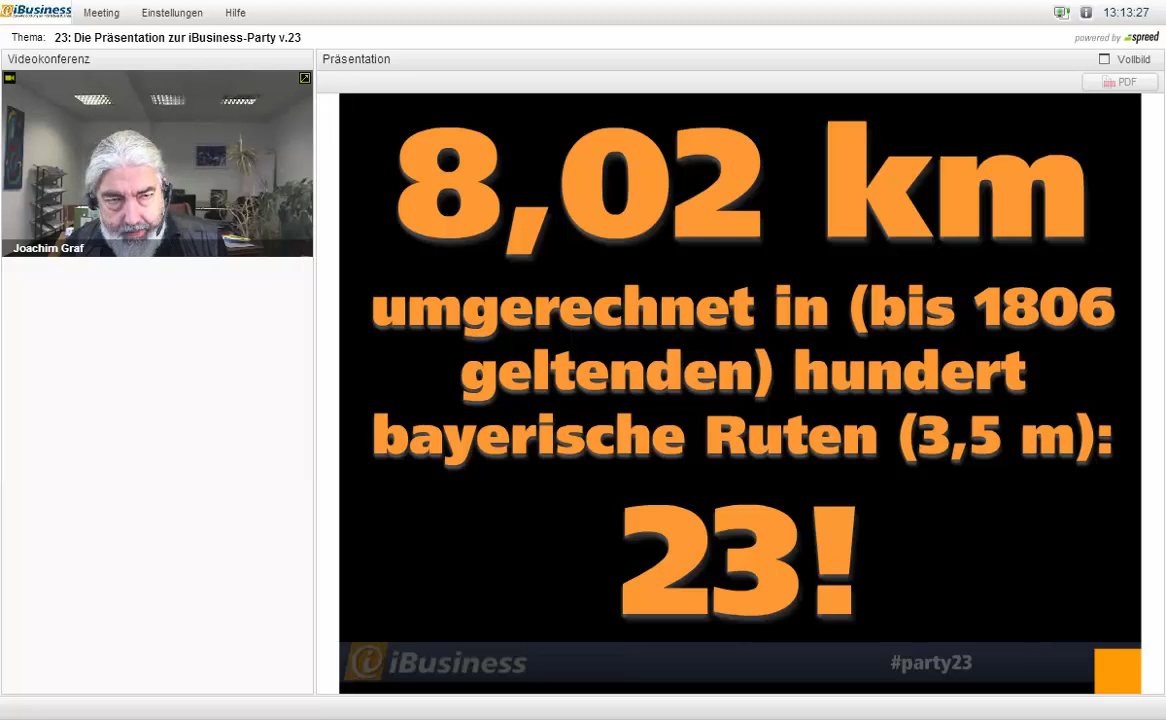 iBusiness Meeting Einstellungen Hilfe 13:13:27
Thema: 23: Die Präsentation zur iBusiness-Party v.23 powered by spreed
Videokonferenz
Präsentation Vollbild
PDF
Joachim Graf
8,02 km
umgerechnet in (bis 1806
geltenden) hundert
bayerische Ruten (3,5 m):
23!
iBusiness #party23